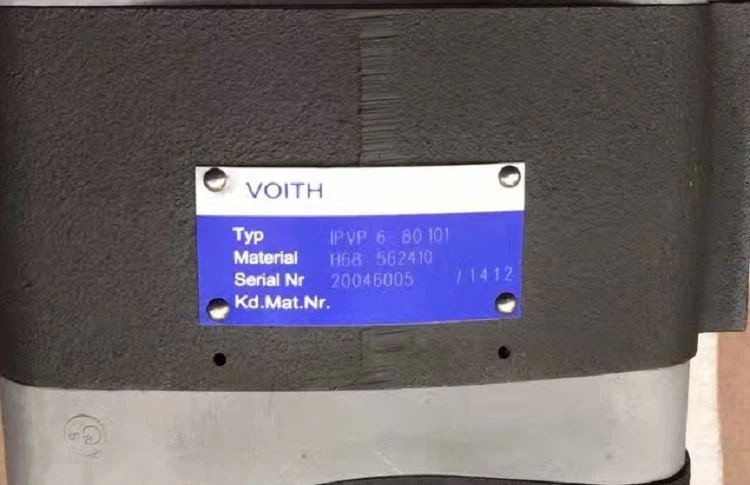 VOITH
Typ IPVP 6- 80 101
Material H68 562410
Serial Nr 20046005 /1412
Kd.Mat.Nr.